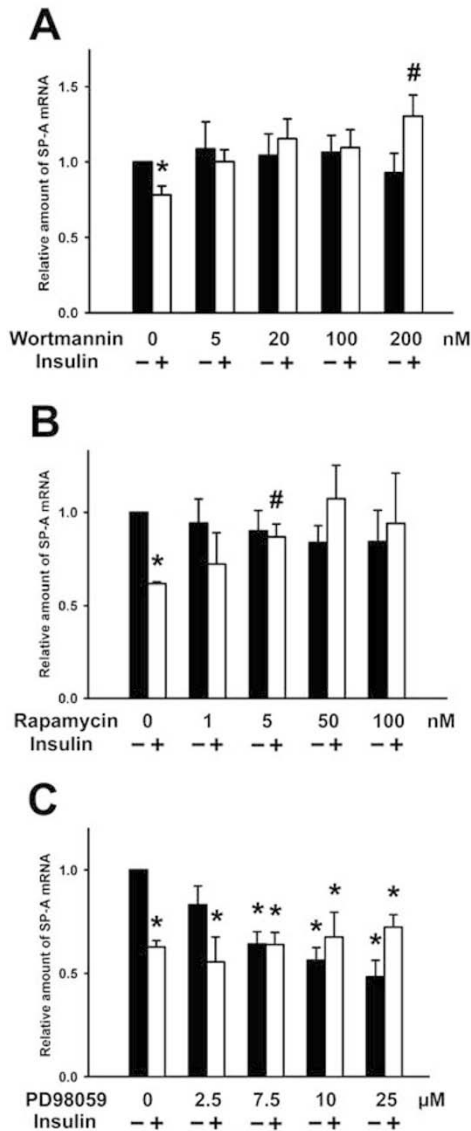 A
Relative amount of SP-A mRNA
1.5
1.0
0.5
0.0
*
#
Wortmannin 0 5 20 100 200 nM
Insulin − + − + − + − + − +
B
Relative amount of SP-A mRNA
1.0
0.5
0.0
*
#
Rapamycin 0 1 5 50 100 nM
Insulin − + − + − + − + − +
C
Relative amount of SP-A mRNA
1.0
0.5
0.0
* * * * * * * *
PD98059 0 2.5 7.5 10 25 µM
Insulin − + − + − + − + − +